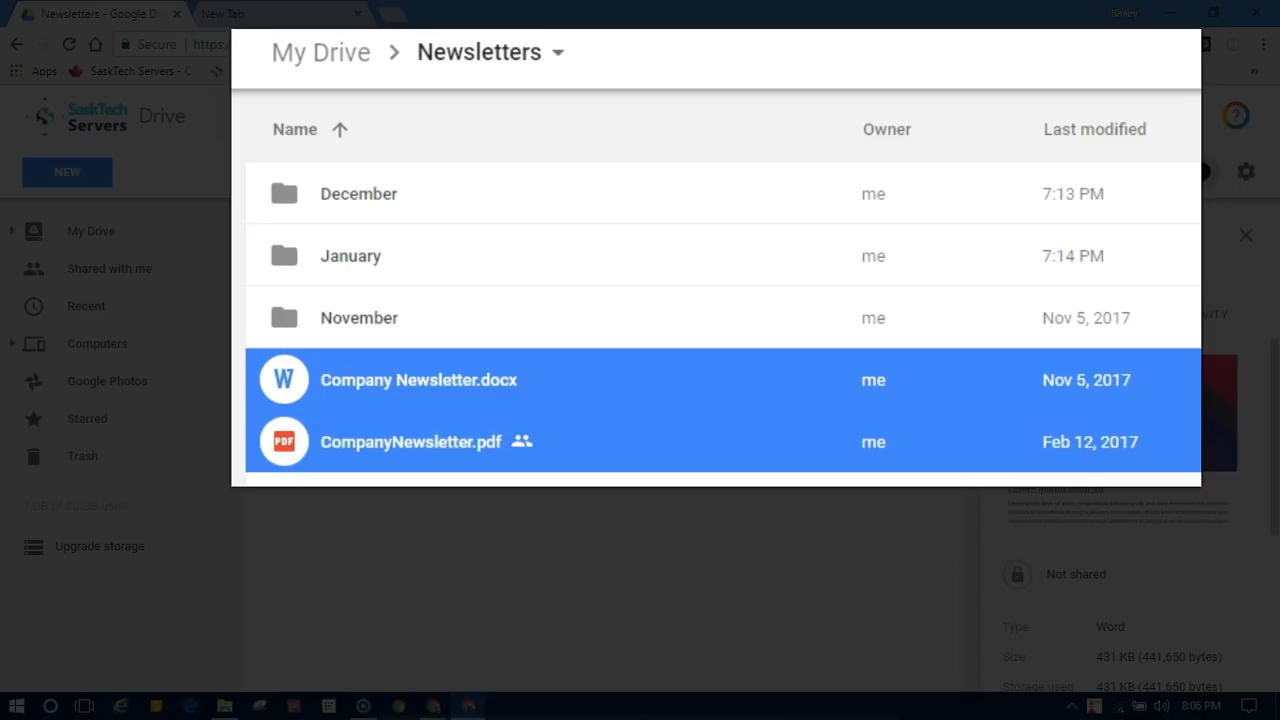 Newsletters - Google D
New Tab
Bailey
Secure
https:
Apps
SaskTech Servers - C
SaskTech
Servers
Drive
NEW
My Drive
Shared with me
Recent
Computers
Google Photos
Starred
Trash
Upgrade storage
My Drive > Newsletters
Name
Owner
Last modified
December me 7:13 PM
January me 7:14 PM
November me Nov 5, 2017
W Company Newsletter.docx me Nov 5, 2017
PDF CompanyNewsletter.pdf me Feb 12, 2017
Not shared
Type Word
Size 431 KB (441,650 bytes)
Storage used 431 KB (441,650 bytes)
8:06 PM